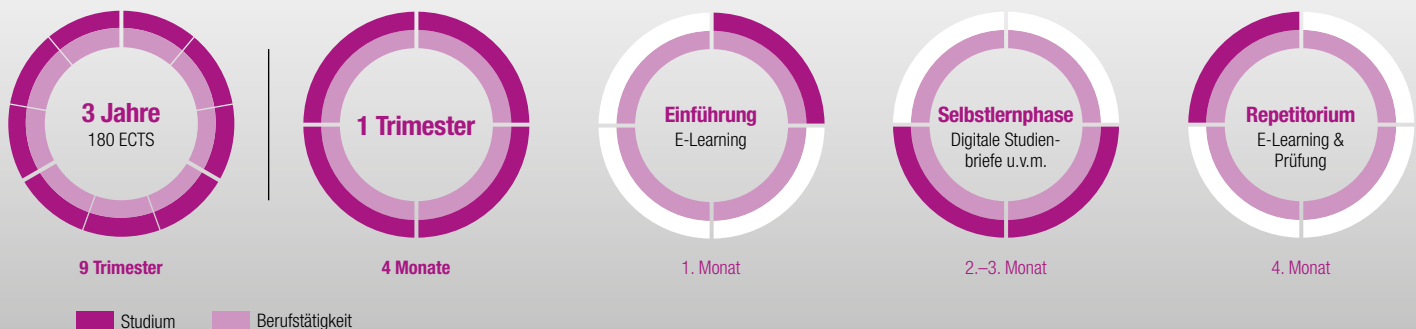 3 Jahre
180 ECTS
9 Trimester
1 Trimester
4 Monate
Einführung
E-Learning
1. Monat
Selbstlernphase
Digitale Studien-
briefe u.v.m.
2.–3. Monat
Repetitorium
E-Learning &
Prüfung
4. Monat
Studium
Berufstätigkeit